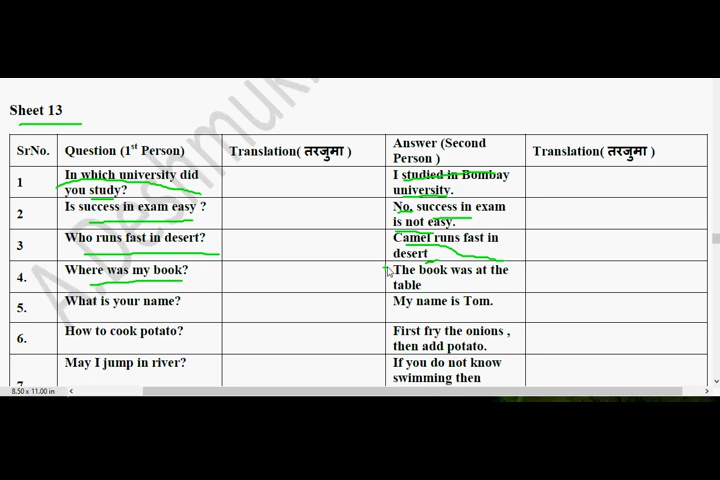 Sheet 13
SrNo.
Question (1st Person)
Translation( तरजुमा )
Answer (Second
Person )
Translation( तरजुमा )
1
In which university did
you study?
I studied in Bombay
university.
2
Is success in exam easy ?
No, success in exam
is not easy.
3
Who runs fast in desert?
Camel runs fast in
desert
4.
Where was my book?
The book was at the
table
5.
What is your name?
My name is Tom.
6.
How to cook potato?
First fry the onions ,
then add potato.
7
May I jump in river?
If you do not know
swimming then
8.50 x 11.00 in
A.Deshmukh